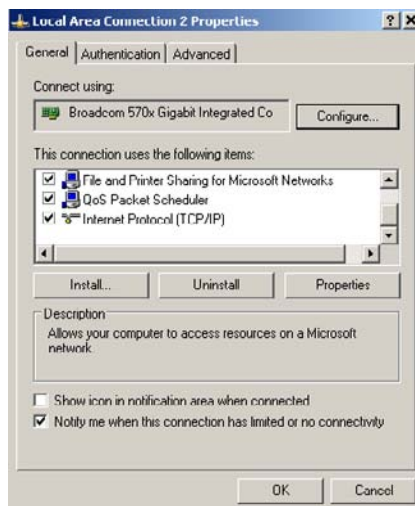 Local Area Connection 2 Properties
General Authentication Advanced
Connect using:
Broadcom 570x Gigabit Integrated Co Configure...
This connection uses the following items:
File and Printer Sharing for Microsoft Networks
QoS Packet Scheduler
Internet Protocol (TCP/IP)
Install... Uninstall Properties
Description
Allows your computer to access resources on a Microsoft
network.
Show icon in notification area when connected
Notify me when this connection has limited or no connectivity
OK Cancel